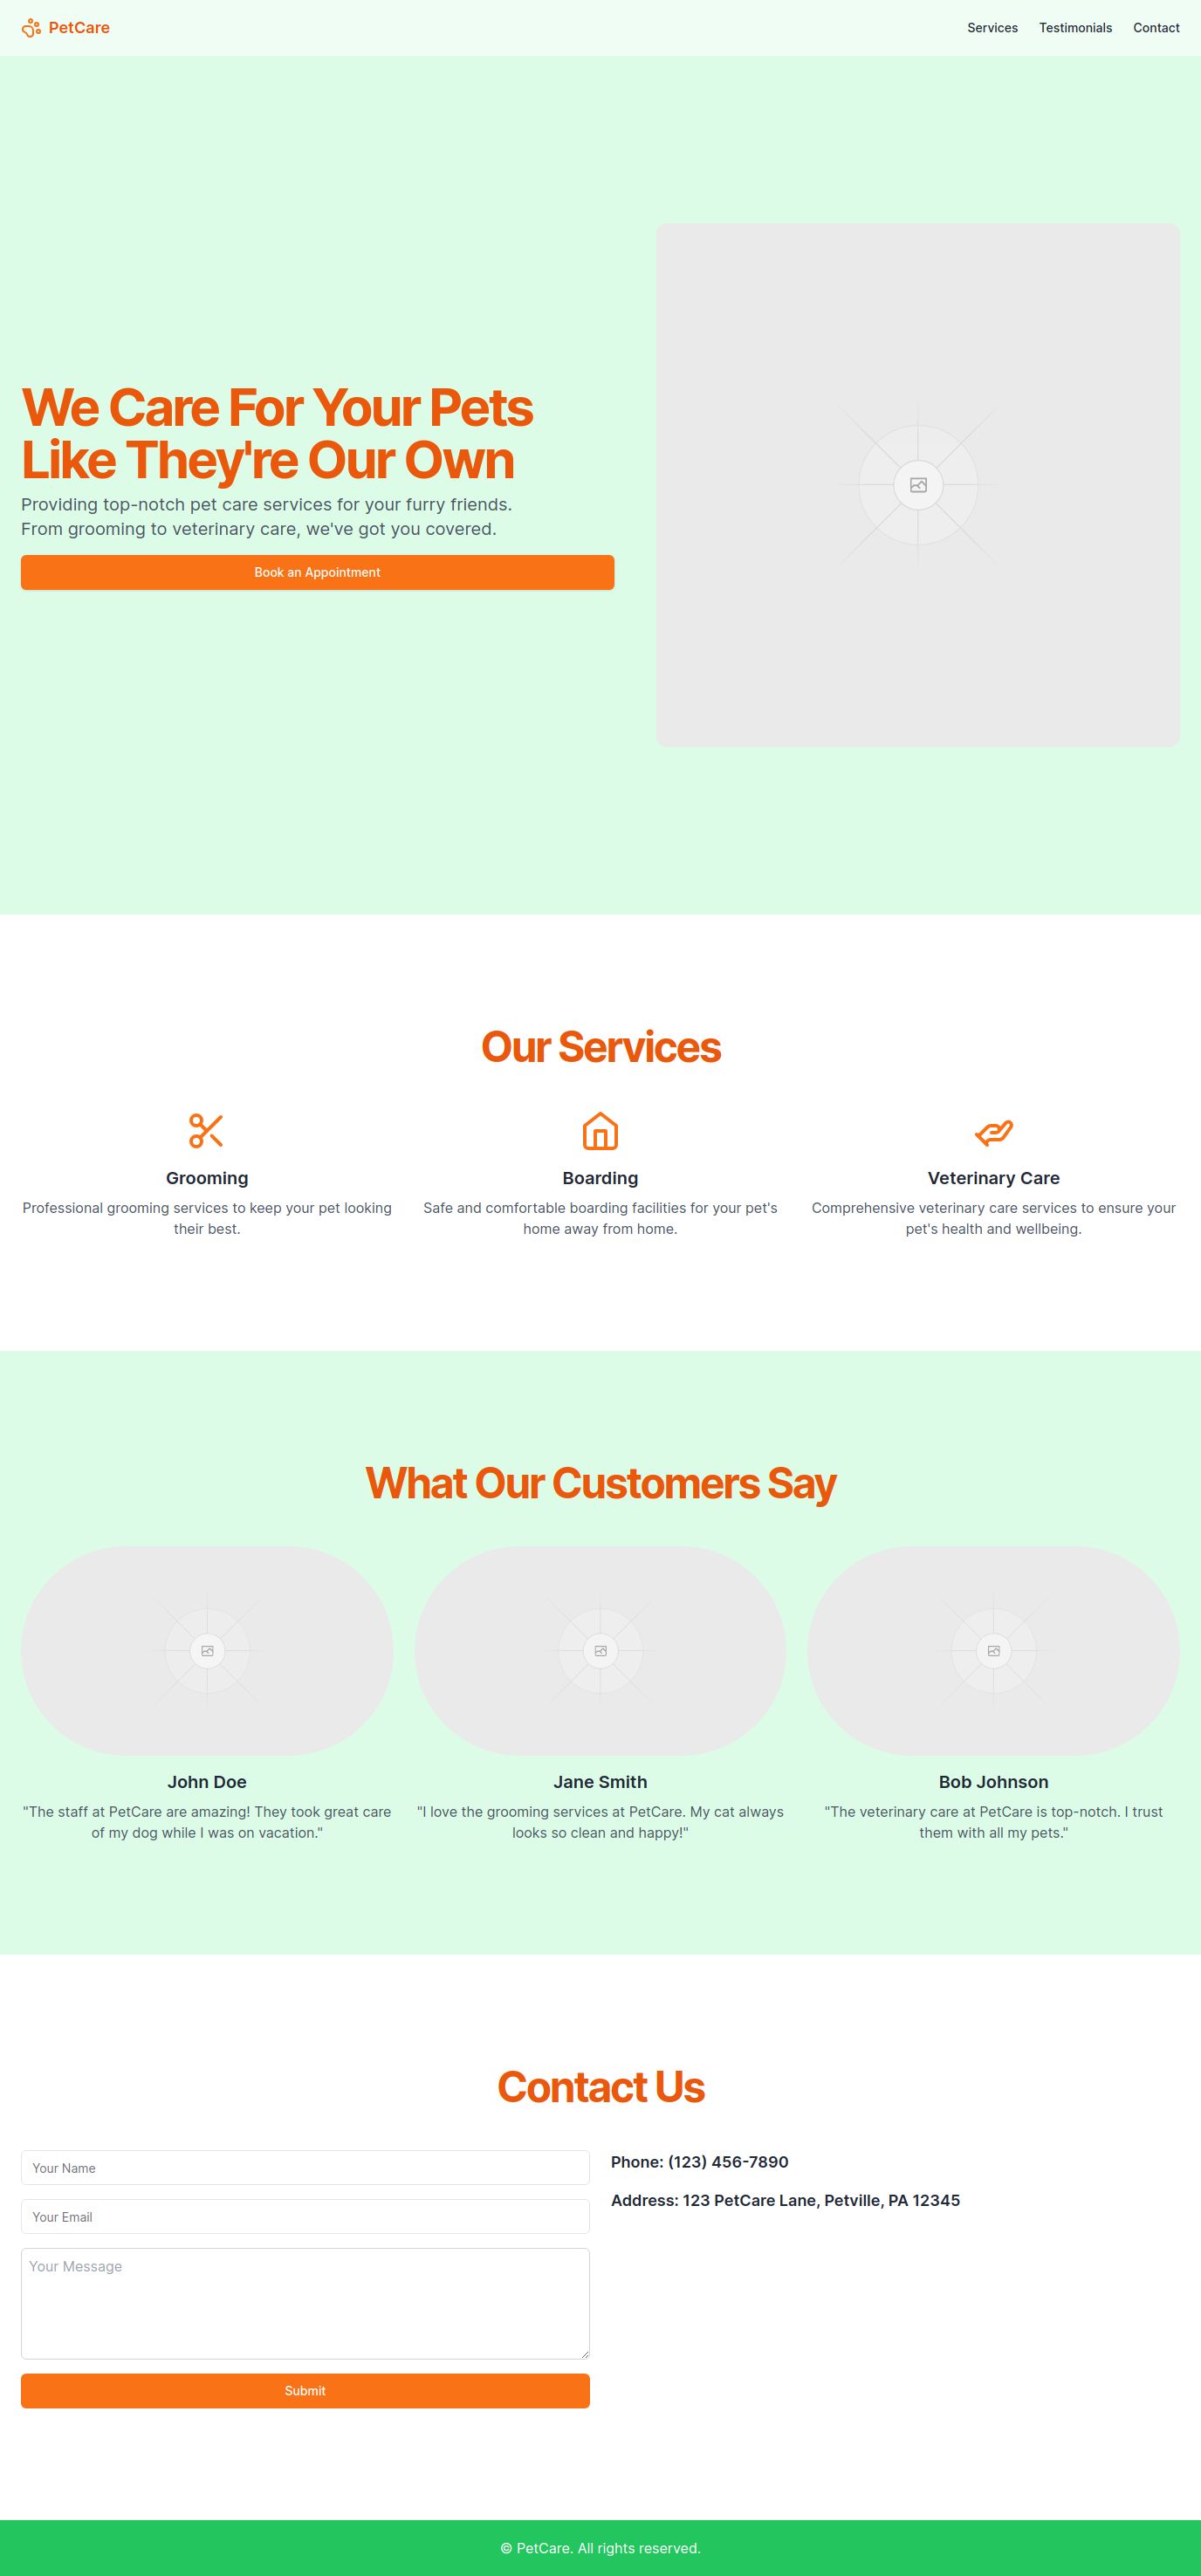 PetCare
Services
Testimonials
Contact
We Care For Your Pets
Like They're Our Own
Providing top-notch pet care services for your furry friends.
From grooming to veterinary care, we've got you covered.
Book an Appointment
Our Services
Grooming
Professional grooming services to keep your pet looking
their best.
Boarding
Safe and comfortable boarding facilities for your pet's
home away from home.
Veterinary Care
Comprehensive veterinary care services to ensure your
pet's health and wellbeing.
What Our Customers Say
John Doe
"The staff at PetCare are amazing! They took great care
of my dog while I was on vacation."
Jane Smith
"I love the grooming services at PetCare. My cat always
looks so clean and happy!"
Bob Johnson
"The veterinary care at PetCare is top-notch. I trust
them with all my pets."
Contact Us
Your Name
Your Email
Your Message
Submit
Phone: (123) 456-7890
Address: 123 PetCare Lane, Petville, PA 12345
© PetCare. All rights reserved.